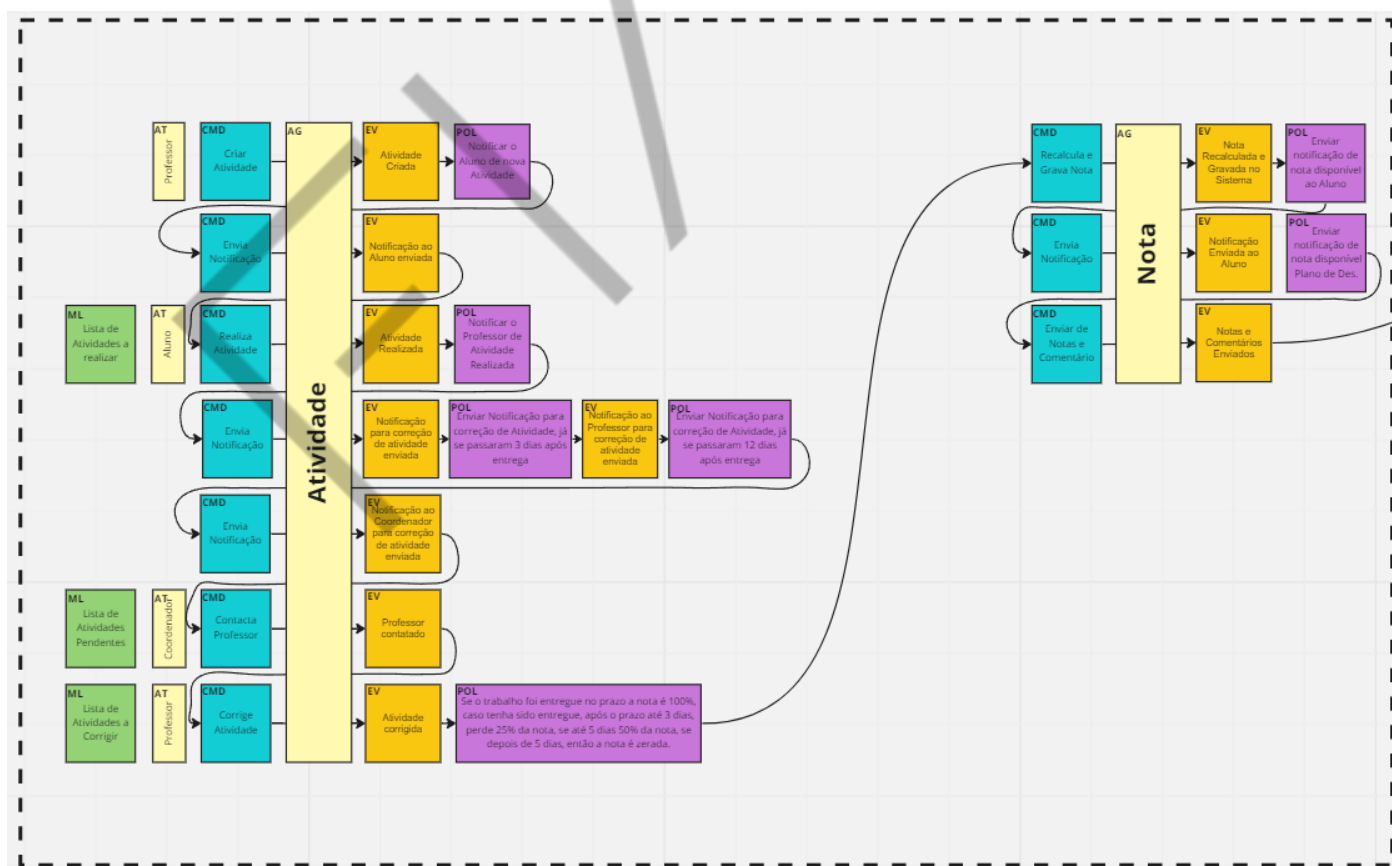 AT
Professor
CMD
Criar
Atividade
AG
Atividade
EV
Atividade
Criada
POL
Notificar o
Aluno de nova
Atividade
CMD
Envia
Notificação
EV
Notificação ao
Aluno enviada
ML
Lista de
Atividades a
realizar
AT
Aluno
CMD
Realiza
Atividade
EV
Atividade
Realizada
POL
Notificar o
Professor de
Atividade
Realizada
CMD
Envia
Notificação
EV
Notificação
para correção
de atividade
enviada
POL
Enviar Notificação para
correção de Atividade, já
se passaram 3 dias após
entrega
EV
Notificação ao
Professor para
correção de
atividade
enviada
POL
Enviar Notificação para
correção de Atividade, já
se passaram 12 dias
após entrega
CMD
Envia
Notificação
EV
Notificação ao
Coordenador
para correção
de atividade
enviada
ML
Lista de
Atividades
Pendentes
AT
Coordenador
CMD
Contacta
Professor
EV
Professor
contatado
ML
Lista de
Atividades a
Corrigir
AT
Professor
CMD
Corrige
Atividade
EV
Atividade
corrigida
POL
Se o trabalho foi entregue no prazo a nota é 100%,
caso tenha sido entregue, após o prazo até 3 dias,
perde 25% da nota, se até 5 dias 50% da nota, se
depois de 5 dias, então a nota é zerada.
CMD
Recalcula e
Grava Nota
AG
Nota
EV
Nota
Recalculada e
Gravada no
Sistema
POL
Enviar
notificação de
nota disponível
ao Aluno
CMD
Envia
Notificação
EV
Notificação
Enviada ao
Aluno
POL
Enviar
notificação de
nota disponível
Plano de Des.
CMD
Enviar de
Notas e
Comentário
EV
Notas e
Comentários
Enviados